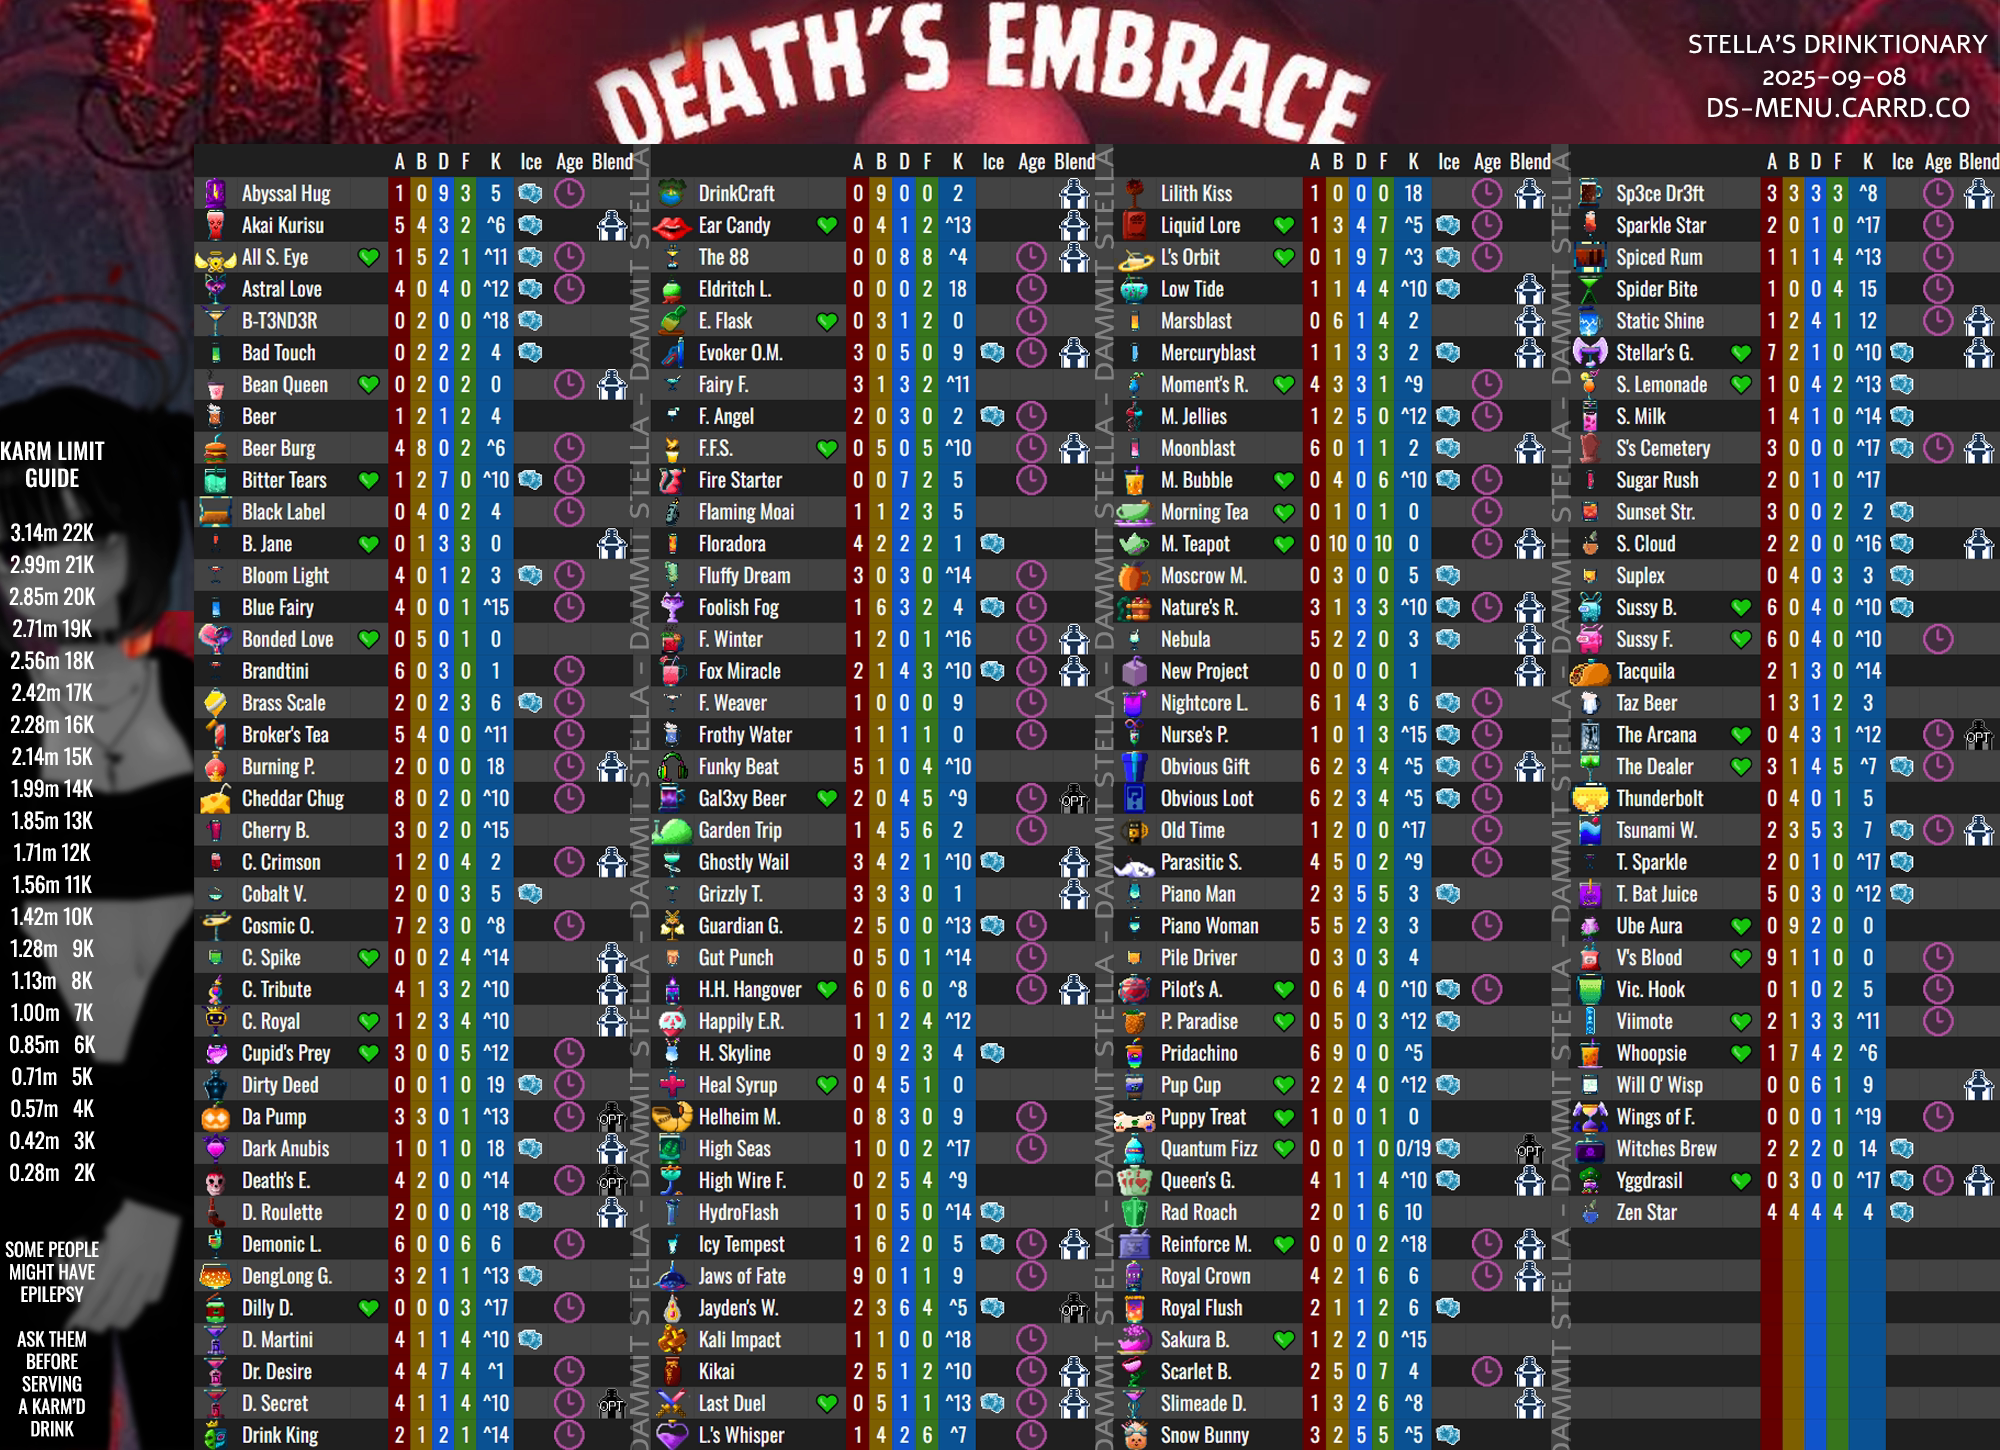 DEATH'S EMBRACE
STELLA'S DRINKTIONARY
2025-09-08
DS-MENU.CARRD.CO
KARM LIMIT
GUIDE
3.14m 22K
2.99m 21K
2.85m 20K
2.71m 19K
2.56m 18K
2.42m 17K
2.28m 16K
2.14m 15K
1.99m 14K
1.85m 13K
1.71m 12K
1.56m 11K
1.42m 10K
1.28m 9K
1.13m 8K
1.00m 7K
0.85m 6K
0.71m 5K
0.57m 4K
0.42m 3K
0.28m 2K
SOME PEOPLE
MIGHT HAVE
EPILEPSY
ASK THEM
BEFORE
SERVING
A KARM'D
DRINK
A B D F K Ice Age Blend
Abyssal Hug 1 0 9 3 5
Akai Kurisu 5 4 3 2 ^6
All S. Eye 1 5 2 1 ^11
Astral Love 4 0 4 0 ^12
B-T3ND3R 0 2 0 0 ^18
Bad Touch 0 2 2 2 4
Bean Queen 0 2 0 2 0
Beer 1 2 1 2 4
Beer Burg 4 8 0 2 ^6
Bitter Tears 1 2 7 0 ^10
Black Label 0 4 0 2 4
B. Jane 0 1 3 3 0
Bloom Light 4 0 1 2 3
Blue Fairy 4 0 0 1 ^15
Bonded Love 0 5 0 1 0
Brandtini 6 0 3 0 1
Brass Scale 2 0 2 3 6
Broker's Tea 5 4 0 0 ^11
Burning P. 2 0 0 0 18
Cheddar Chug 8 0 2 0 ^10
Cherry B. 3 0 2 0 ^15
C. Crimson 1 2 0 4 2
Cobalt V. 2 0 0 3 5
Cosmic O. 7 2 3 0 ^8
C. Spike 0 0 2 4 ^14
C. Tribute 4 1 3 2 ^10
C. Royal 1 2 3 4 ^10
Cupid's Prey 3 0 0 5 ^12
Dirty Deed 0 0 1 0 19
Da Pump 3 3 0 1 ^13 OPT
Dark Anubis 1 0 1 0 18
Death's E. 4 2 0 0 ^14 OPT
D. Roulette 2 0 0 0 ^18
Demonic L. 6 0 0 6 6
DengLong G. 3 2 1 1 ^13
Dilly D. 0 0 0 3 ^17
D. Martini 4 1 1 4 ^10
Dr. Desire 4 4 7 4 ^1
D. Secret 4 1 1 4 ^10 OPT
Drink King 2 1 2 1 ^14
DAMMIT STELLA - DAMMIT STELLA - DAMMIT STELLA
A B D F K Ice Age Blend
DrinkCraft 0 9 0 0 2
Ear Candy 0 4 1 2 ^13
The 88 0 0 8 8 ^4
Eldritch L. 0 0 0 2 18
E. Flask 0 3 1 2 0
Evoker O.M. 3 0 5 0 9
Fairy F. 3 1 3 2 ^11
F. Angel 2 0 3 0 2
F.F.S. 0 5 0 5 ^10
Fire Starter 0 0 7 2 5
Flaming Moai 1 1 2 3 5
Floradora 4 2 2 2 1
Fluffy Dream 3 0 3 0 ^14
Foolish Fog 1 6 3 2 4
F. Winter 1 2 0 1 ^16
Fox Miracle 2 1 4 3 ^10
F. Weaver 1 0 0 0 9
Frothy Water 1 1 1 1 0
Funky Beat 5 1 0 4 ^10
Gal3xy Beer 2 0 4 5 ^9 OPT
Garden Trip 1 4 5 6 2
Ghostly Wail 3 4 2 1 ^10
Grizzly T. 3 3 3 0 1
Guardian G. 2 5 0 0 ^13
Gut Punch 0 5 0 1 ^14
H.H. Hangover 6 0 6 0 ^8
Happily E.R. 1 1 2 4 ^12
H. Skyline 0 9 2 3 4
Heal Syrup 0 4 5 1 0
Helheim M. 0 8 3 0 9
High Seas 1 0 0 2 ^17
High Wire F. 0 2 5 4 ^9
HydroFlash 1 0 5 0 ^14
Icy Tempest 1 6 2 0 5
Jaws of Fate 9 0 1 1 9
Jayden's W. 2 3 6 4 ^5 OPT
Kali Impact 1 1 0 0 ^18
Kikai 2 5 1 2 ^10
Last Duel 0 5 1 1 ^13
L.'s Whisper 1 4 2 6 ^7
DAMMIT STELLA - DAMMIT STELLA - DAMMIT STELLA
A B D F K Ice Age Blend
Lilith Kiss 1 0 0 0 18
Liquid Lore 1 3 4 7 ^5
L's Orbit 0 1 9 7 ^3
Low Tide 1 1 4 4 ^10
Marsblast 0 6 1 4 2
Mercuryblast 1 1 3 3 2
Moment's R. 4 3 3 1 ^9
M. Jellies 1 2 5 0 ^12
Moonblast 6 0 1 1 2
M. Bubble 0 4 0 6 ^10
Morning Tea 0 1 0 1 0
M. Teapot 0 10 0 10 0
Moscrow M. 0 3 0 0 5
Nature's R. 3 1 3 3 ^10
Nebula 5 2 2 0 3
New Project 0 0 0 0 1
Nightcore L. 6 1 4 3 6
Nurse's P. 1 0 1 3 ^15
Obvious Gift 6 2 3 4 ^5
Obvious Loot 6 2 3 4 ^5
Old Time 1 2 0 0 ^17
Parasitic S. 4 5 0 2 ^9
Piano Man 2 3 5 5 3
Piano Woman 5 5 2 3 3
Pile Driver 0 3 0 3 4
Pilot's A. 0 6 4 0 ^10
P. Paradise 0 5 0 3 ^12
Pridachino 6 9 0 0 ^5
Pup Cup 2 2 4 0 ^12
Puppy Treat 1 0 0 1 0
Quantum Fizz 0 0 1 0 0/19 OPT
Queen's G. 4 1 1 4 ^10
Rad Roach 2 0 1 6 10
Reinforce M. 0 0 0 2 ^18
Royal Crown 4 2 1 6 6
Royal Flush 2 1 1 2 6
Sakura B. 1 2 2 0 ^15
Scarlet B. 2 5 0 7 4
Slimeade D. 1 3 2 6 ^8
Snow Bunny 3 2 5 5 ^5
DAMMIT STELLA - DAMMIT STELLA - DAMMIT STELLA
A B D F K Ice Age Blend
Sp3ce Dr3ft 3 3 3 3 ^8
Sparkle Star 2 0 1 0 ^17
Spiced Rum 1 1 1 4 ^13
Spider Bite 1 0 0 4 15
Static Shine 1 2 4 1 12
Stellar's G. 7 2 1 0 ^10
S. Lemonade 1 0 4 2 ^13
S. Milk 1 4 1 0 ^14
S's Cemetery 3 0 0 0 ^17
Sugar Rush 2 0 1 0 ^17
Sunset Str. 3 0 0 2 2
S. Cloud 2 2 0 0 ^16
Suplex 0 4 0 3 3
Sussy B. 6 0 4 0 ^10
Sussy F. 6 0 4 0 ^10
Tacquila 2 1 3 0 ^14
Taz Beer 1 3 1 2 3
The Arcana 0 4 3 1 ^12 OPT
The Dealer 3 1 4 5 ^7
Thunderbolt 0 4 0 1 5
Tsunami W. 2 3 5 3 7
T. Sparkle 2 0 1 0 ^17
T. Bat Juice 5 0 3 0 ^12
Ube Aura 0 9 2 0 0
V's Blood 9 1 1 0 0
Vic. Hook 0 1 0 2 5
Viimote 2 1 3 3 ^11
Whoopsie 1 7 4 2 ^6
Will O' Wisp 0 0 6 1 9
Wings of F. 0 0 0 1 ^19
Witches Brew 2 2 2 0 14
Yggdrasil 0 3 0 0 ^17
Zen Star 4 4 4 4 4